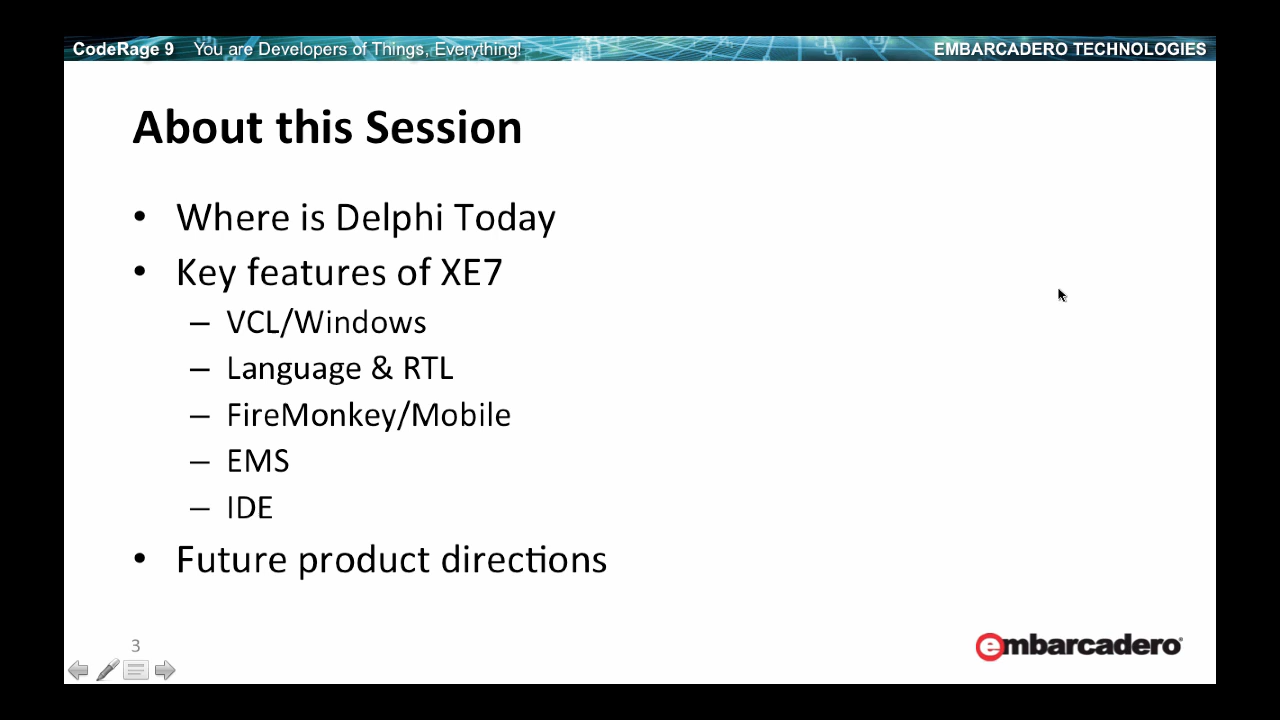 CodeRage 9 You are Developers of Things, Everything! EMBARCADERO TECHNOLOGIES
About this Session
• Where is Delphi Today
• Key features of XE7
– VCL/Windows
– Language & RTL
– FireMonkey/Mobile
– EMS
– IDE
• Future product directions
3
embarcadero